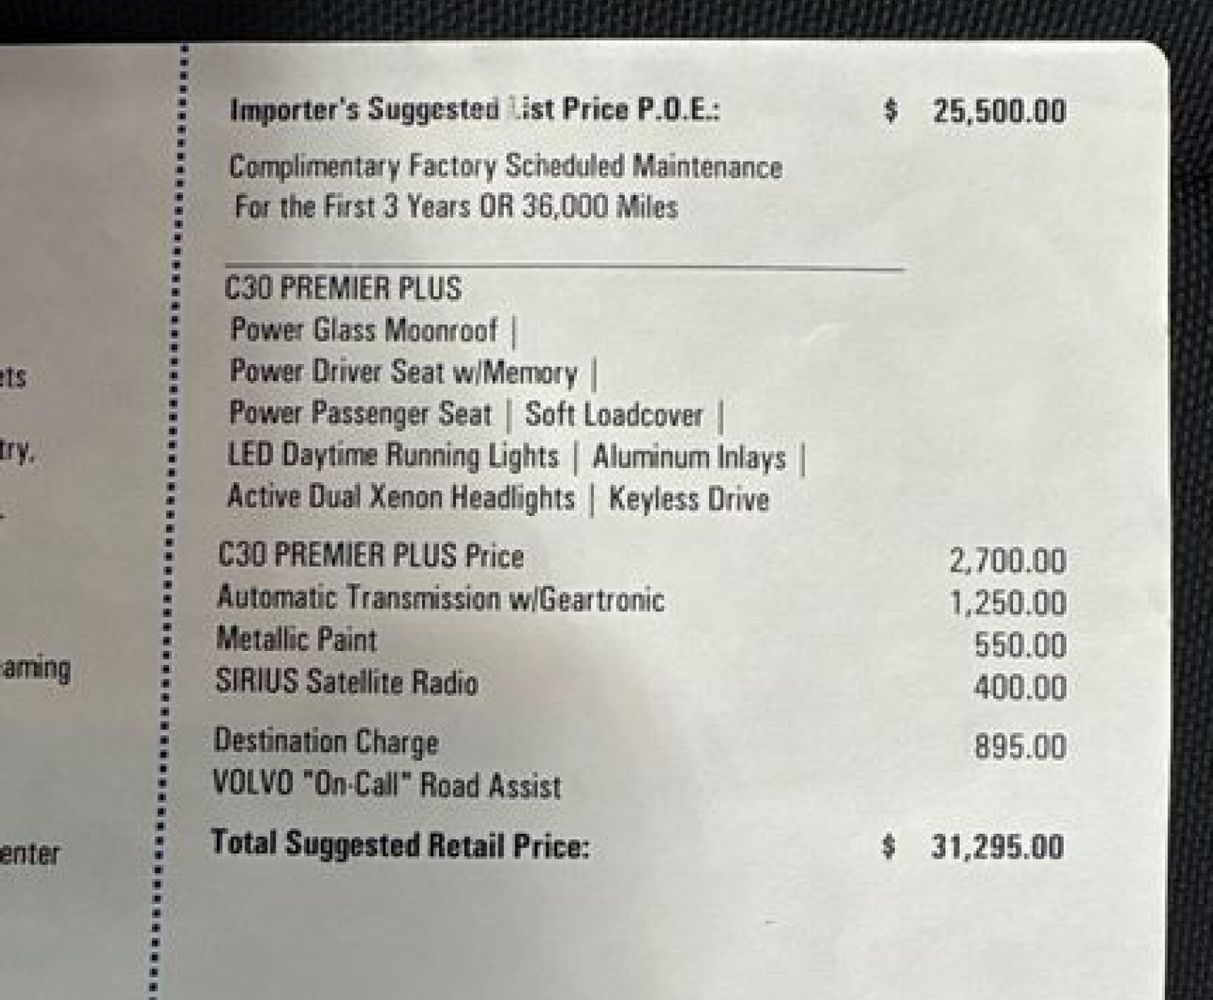 Importer's Suggested List Price P.O.E.: $ 25,500.00
Complimentary Factory Scheduled Maintenance
For the First 3 Years OR 36,000 Miles
C30 PREMIER PLUS
Power Glass Moonroof |
Power Driver Seat w/Memory |
ets
Power Passenger Seat | Soft Loadcover |
try.
LED Daytime Running Lights | Aluminum Inlays |
Active Dual Xenon Headlights | Keyless Drive
C30 PREMIER PLUS Price 2,700.00
Automatic Transmission w/Geartronic 1,250.00
Metallic Paint 550.00
aming
SIRIUS Satellite Radio 400.00
Destination Charge 895.00
VOLVO "On-Call" Road Assist
enter
Total Suggested Retail Price: $ 31,295.00